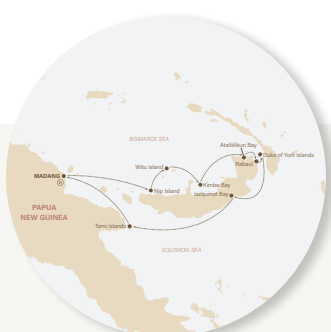 BISMARCK SEA
Ataliklikun Bay
Duke of York Islands
Rabaul
Witu Island
MADANG
Kimbe Bay
Nip Island
Jacquinot Bay
PAPUA
NEW GUINEA
Tami Islands
SOLOMON SEA